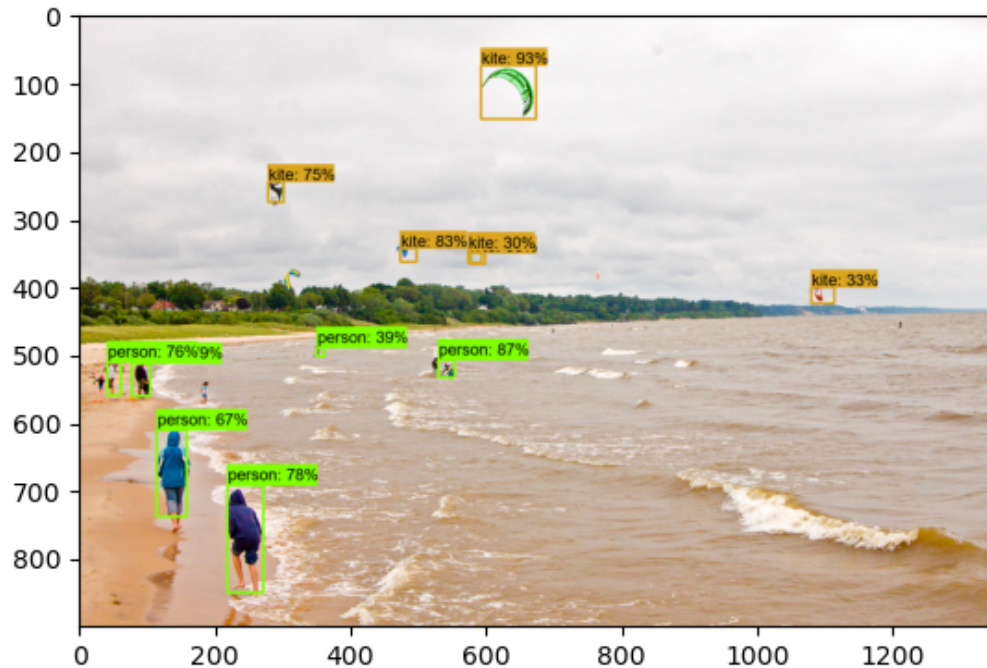 0
100
200
300
400
500
600
700
800
kite: 93%
kite: 75%
kite: 83%
kite: 30%
kite: 33%
person: 39%
person: 76%
9%
person: 87%
person: 67%
person: 78%
0 200 400 600 800 1000 1200